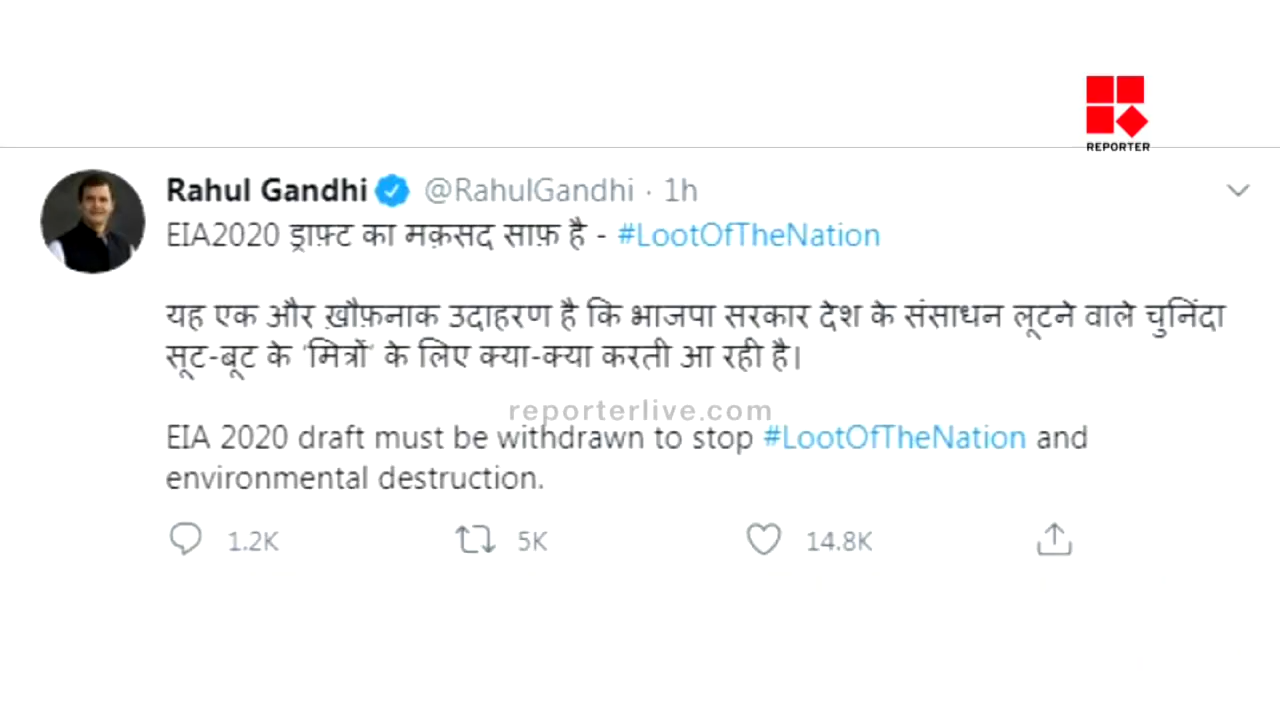 REPORTER
Rahul Gandhi @RahulGandhi · 1h
EIA2020 ड्राफ़्ट का मक़सद साफ़ है - #LootOfTheNation
यह एक और ख़ौफ़नाक उदाहरण है कि भाजपा सरकार देश के संसाधन लूटने वाले चुनिंदा
सूट-बूट के 'मित्रों' के लिए क्या-क्या करती आ रही है।
reporterlive.com
EIA 2020 draft must be withdrawn to stop #LootOfTheNation and
environmental destruction.
1.2K 5K 14.8K